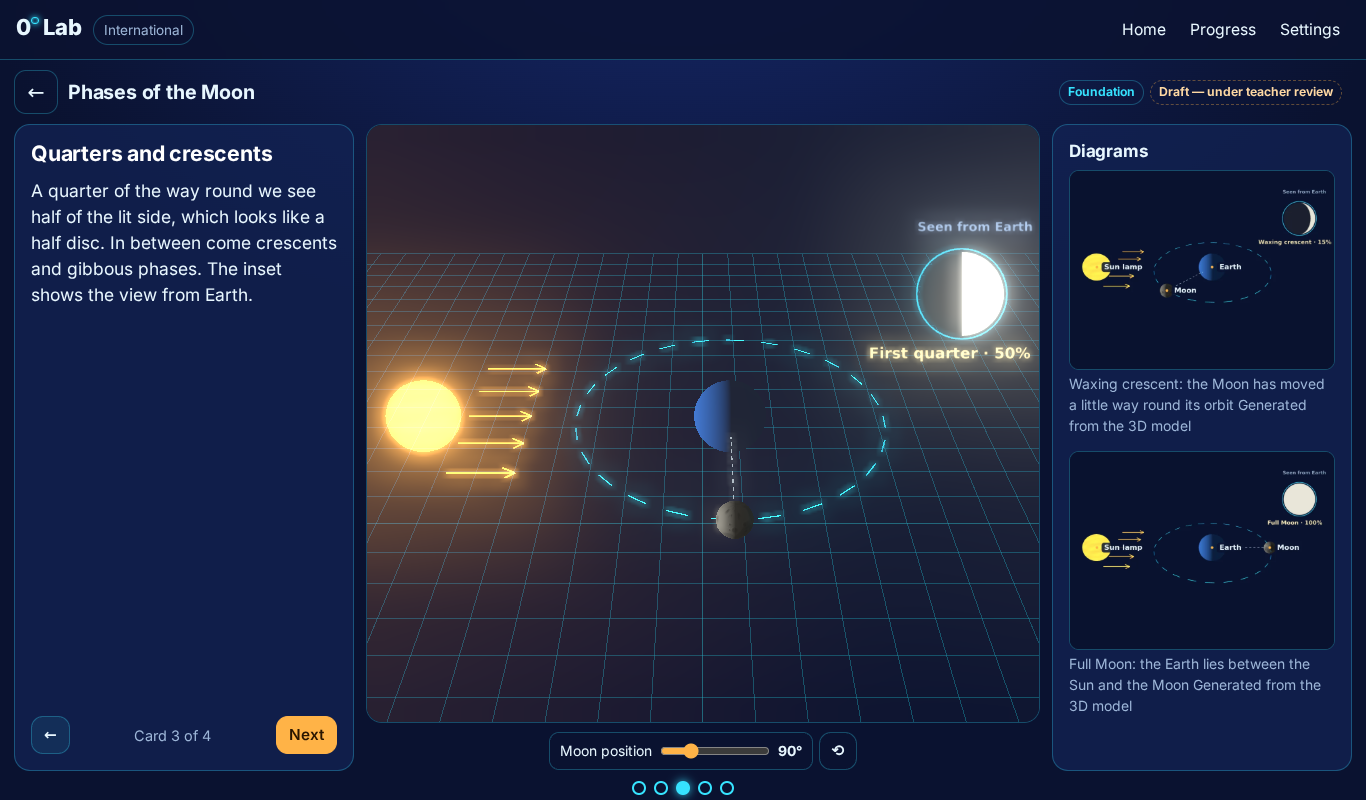 0° Lab
International
Home
Progress
Settings
←
Phases of the Moon
Foundation
Draft — under teacher review
Quarters and crescents
A quarter of the way round we see
half of the lit side, which looks like a
half disc. In between come crescents
and gibbous phases. The inset
shows the view from Earth.
←
Card 3 of 4
Next
Seen from Earth
First quarter · 50%
Moon position
90°
Diagrams
Seen from Earth
Waxing crescent · 15%
Sun lamp
Earth
Moon
Waxing crescent: the Moon has moved
a little way round its orbit Generated
from the 3D model
Seen from Earth
Full Moon · 100%
Sun lamp
Earth
Moon
Full Moon: the Earth lies between the
Sun and the Moon Generated from the
3D model